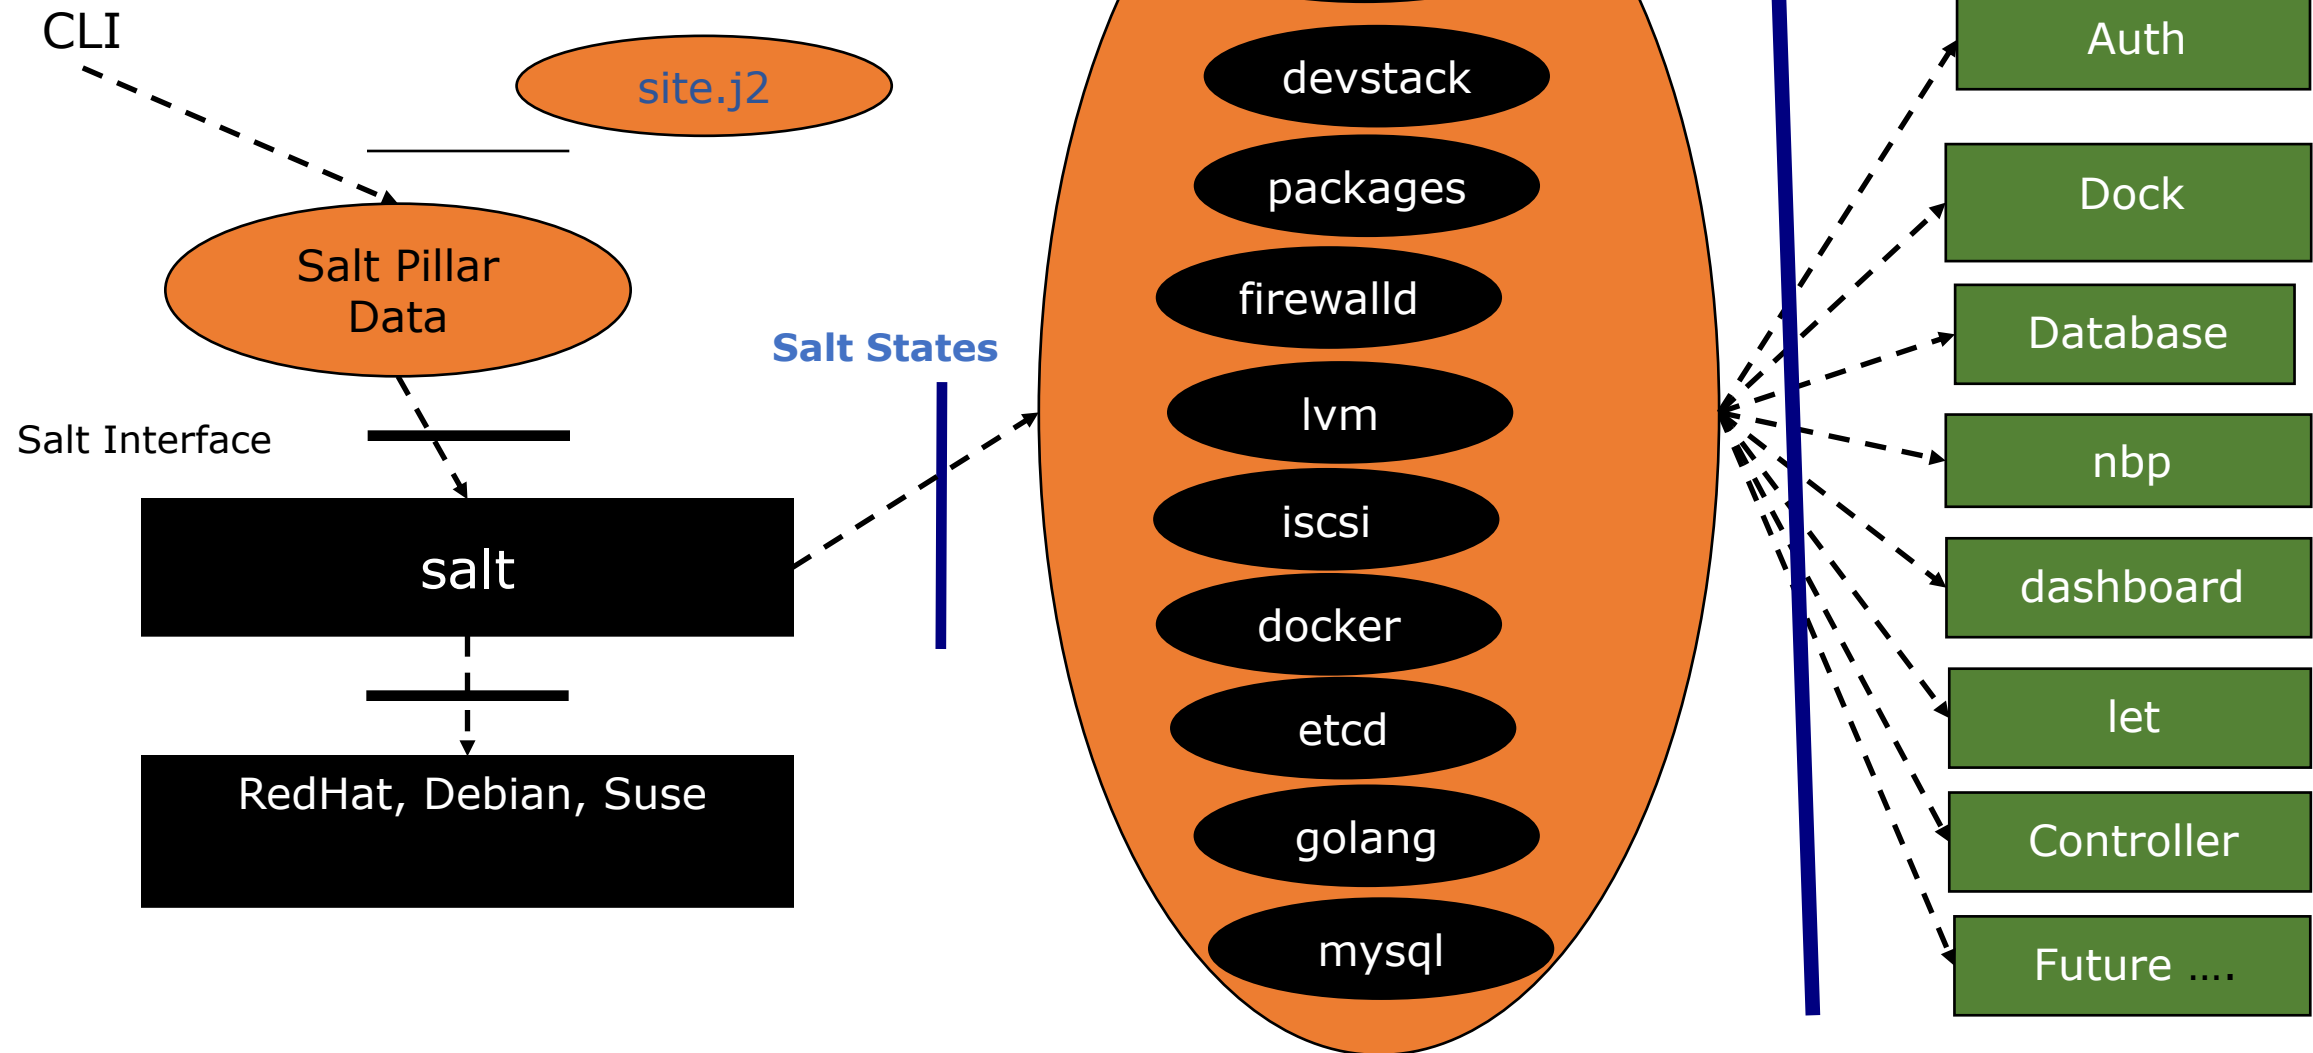 CLI
site.j2
Salt Pillar
Data
Salt Interface
salt
RedHat, Debian, Suse
Salt States
devstack
packages
firewalld
lvm
iscsi
docker
etcd
golang
mysql
Auth
Dock
Database
nbp
dashboard
let
Controller
Future ....